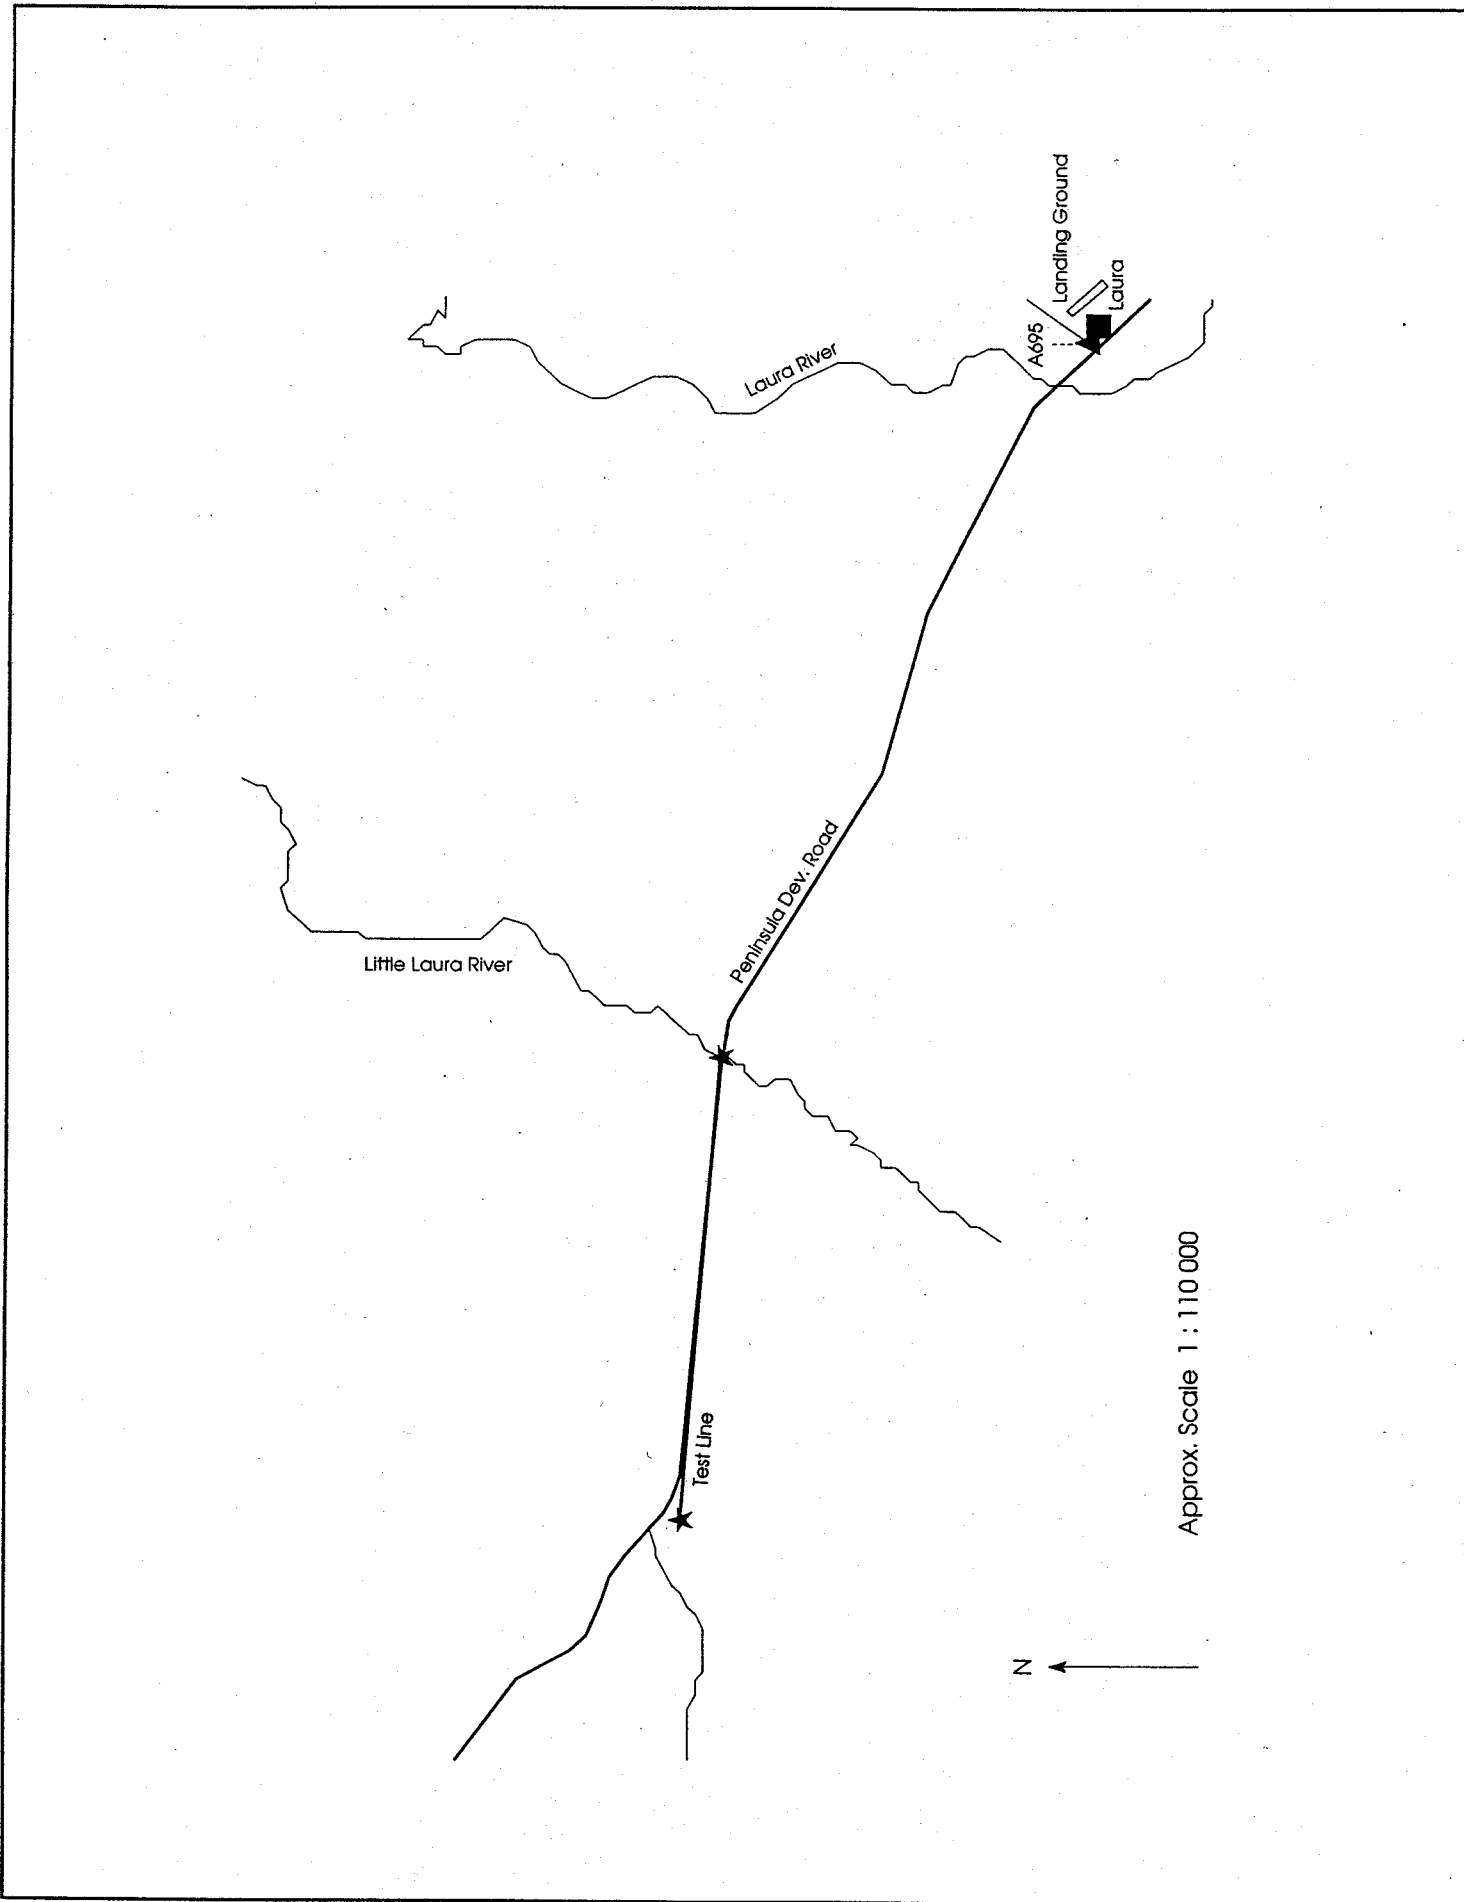 Landing Ground
A695
Laura
Laura River
Little Laura River
Peninsula Dev. Road
Test Line
Approx. Scale 1 : 110 000
N